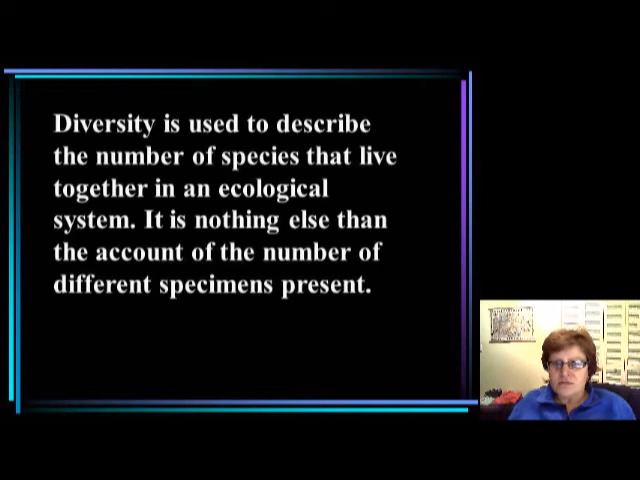 Diversity is used to describe
the number of species that live
together in an ecological
system. It is nothing else than
the account of the number of
different specimens present.